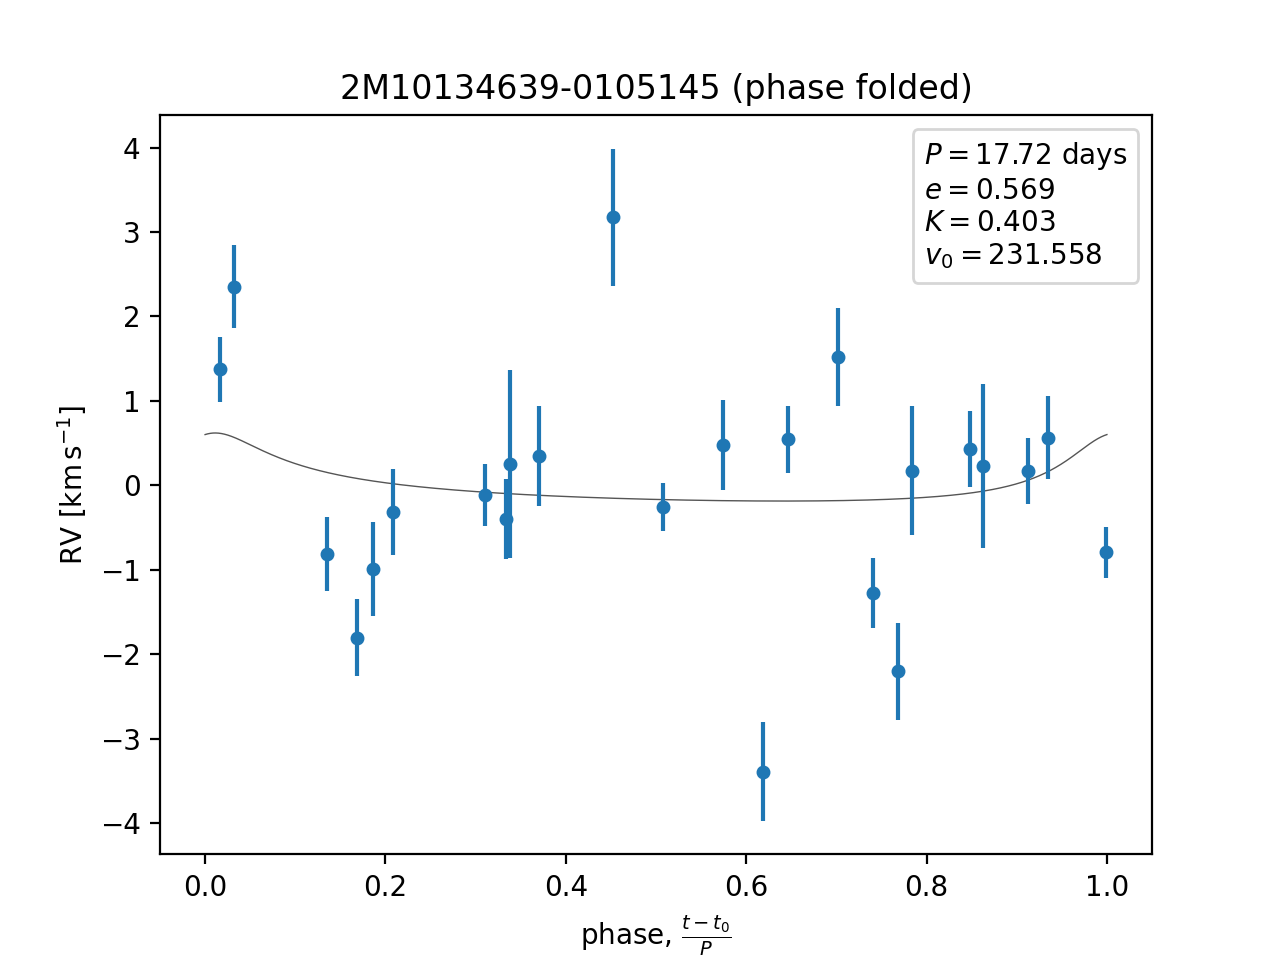 2M10134639-0105145 (phase folded)
P = 17.72 days
e = 0.569
K = 0.403
v₀ = 231.558
4
3
2
1
0
−1
−2
−3
−4
RV [km s⁻¹]
0.0 0.2 0.4 0.6 0.8 1.0
phase, (t − t₀)/P